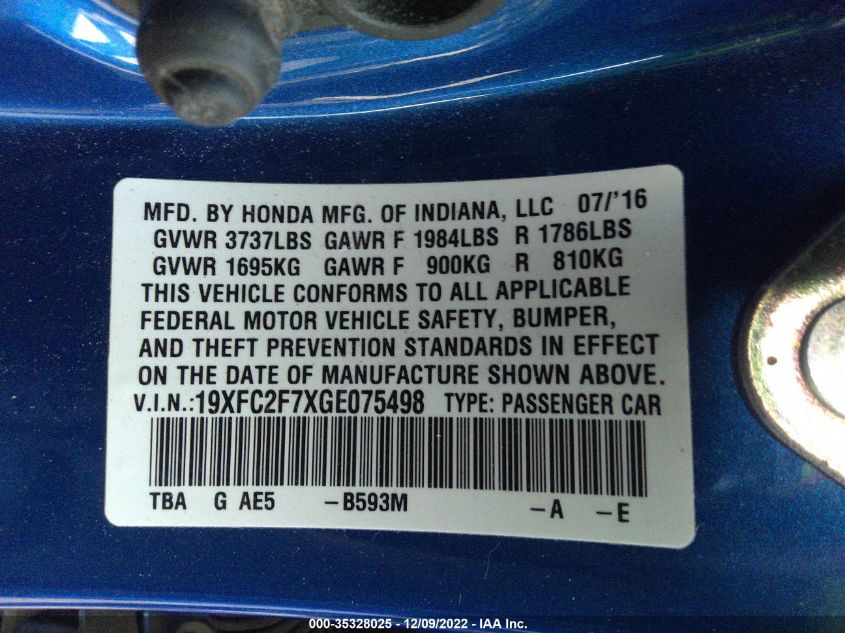 MFD. BY HONDA MFG. OF INDIANA, LLC 07/'16
GVWR 3737LBS GAWR F 1984LBS R 1786LBS
GVWR 1695KG GAWR F 900KG R 810KG
THIS VEHICLE CONFORMS TO ALL APPLICABLE
FEDERAL MOTOR VEHICLE SAFETY, BUMPER,
AND THEFT PREVENTION STANDARDS IN EFFECT
ON THE DATE OF MANUFACTURE SHOWN ABOVE.
V.I.N.:19XFC2F7XGE075498 TYPE: PASSENGER CAR
TBA G AE5 –B593M –A –E
000-35328025 - 12/09/2022 - IAA Inc.